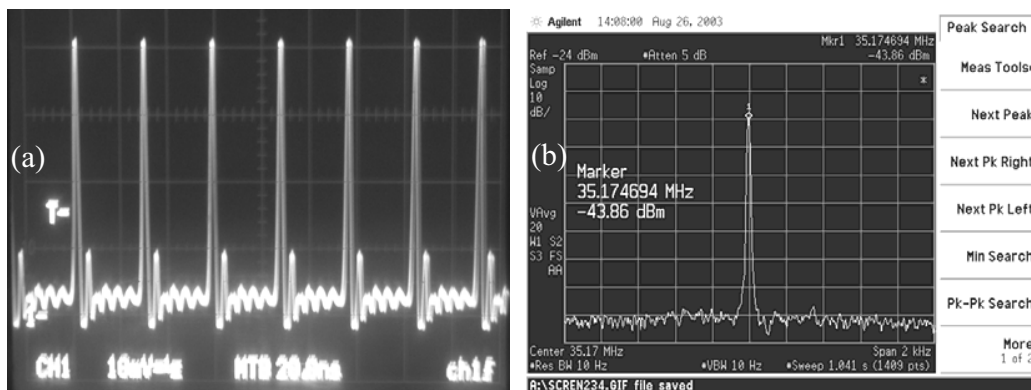 (a)
CH1 10mV MTB 20.0ns ch1f
(b)
Agilent 14:08:00 Aug 26, 2003
Mkr1 35.174694 MHz
Ref -24 dBm Atten 5 dB -43.86 dBm
Samp
Log
10
dB/
1
Marker
35.174694 MHz
-43.86 dBm
VAvg
20
W1 S2
S3 FS
AA
Center 35.17 MHz Span 2 kHz
Res BW 10 Hz VBW 10 Hz Sweep 1.041 s (1409 pts)
A:\SCREN234.GIF file saved
Peak Search
Meas Tools
Next Peak
Next Pk Right
Next Pk Left
Min Search
Pk-Pk Search
More
1 of 2